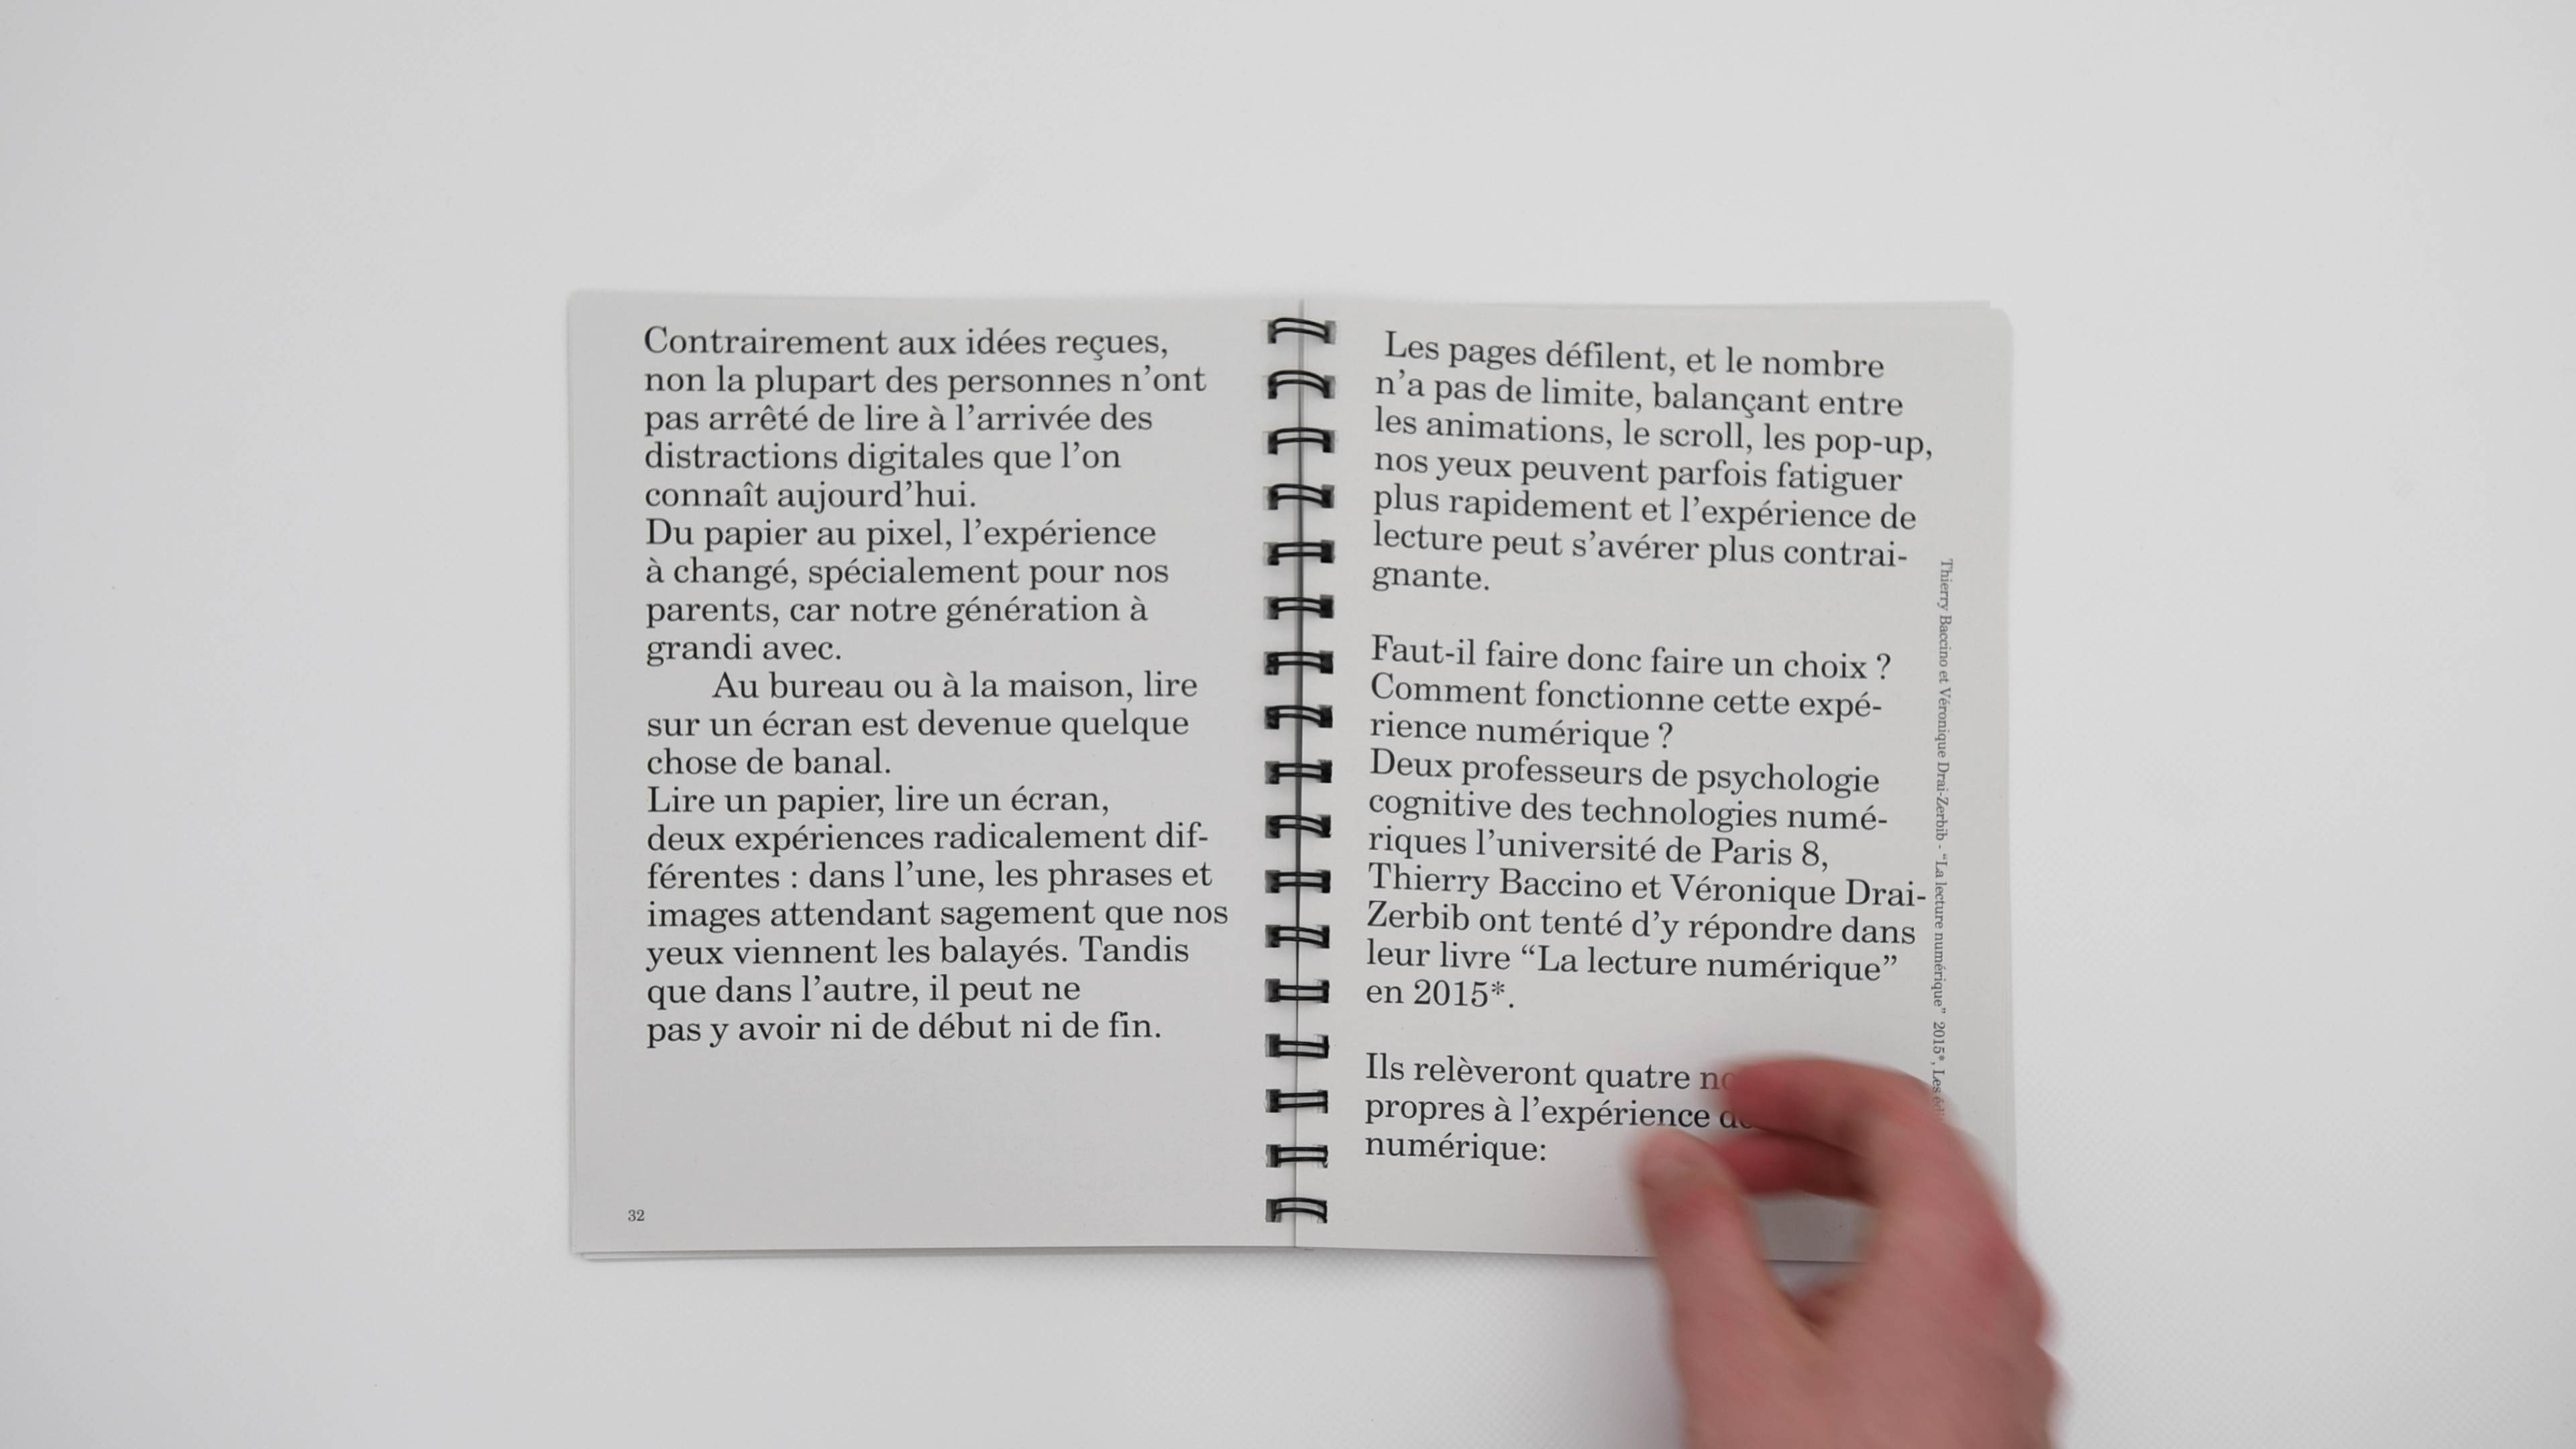 Contrairement aux idées reçues,
non la plupart des personnes n’ont
pas arrêté de lire à l’arrivée des
distractions digitales que l’on
connaît aujourd’hui.
Du papier au pixel, l’expérience
à changé, spécialement pour nos
parents, car notre génération à
grandi avec.
Au bureau ou à la maison, lire
sur un écran est devenue quelque
chose de banal.
Lire un papier, lire un écran,
deux expériences radicalement dif-
férentes : dans l’une, les phrases et
images attendant sagement que nos
yeux viennent les balayés. Tandis
que dans l’autre, il peut ne
pas y avoir ni de début ni de fin.
32
Les pages défilent, et le nombre
n’a pas de limite, balançant entre
les animations, le scroll, les pop-up,
nos yeux peuvent parfois fatiguer
plus rapidement et l’expérience de
lecture peut s’avérer plus contrai-
gnante.
Faut-il faire donc faire un choix ?
Comment fonctionne cette expé-
rience numérique ?
Deux professeurs de psychologie
cognitive des technologies numé-
riques l’université de Paris 8,
Thierry Baccino et Véronique Drai-
Zerbib ont tenté d’y répondre dans
leur livre “La lecture numérique”
en 2015*.
Ils relèveront quatre
propres à l’expérience
numérique:
Thierry Baccino et Véronique Drai-Zerbib - “La lecture numérique” 2015*, Les